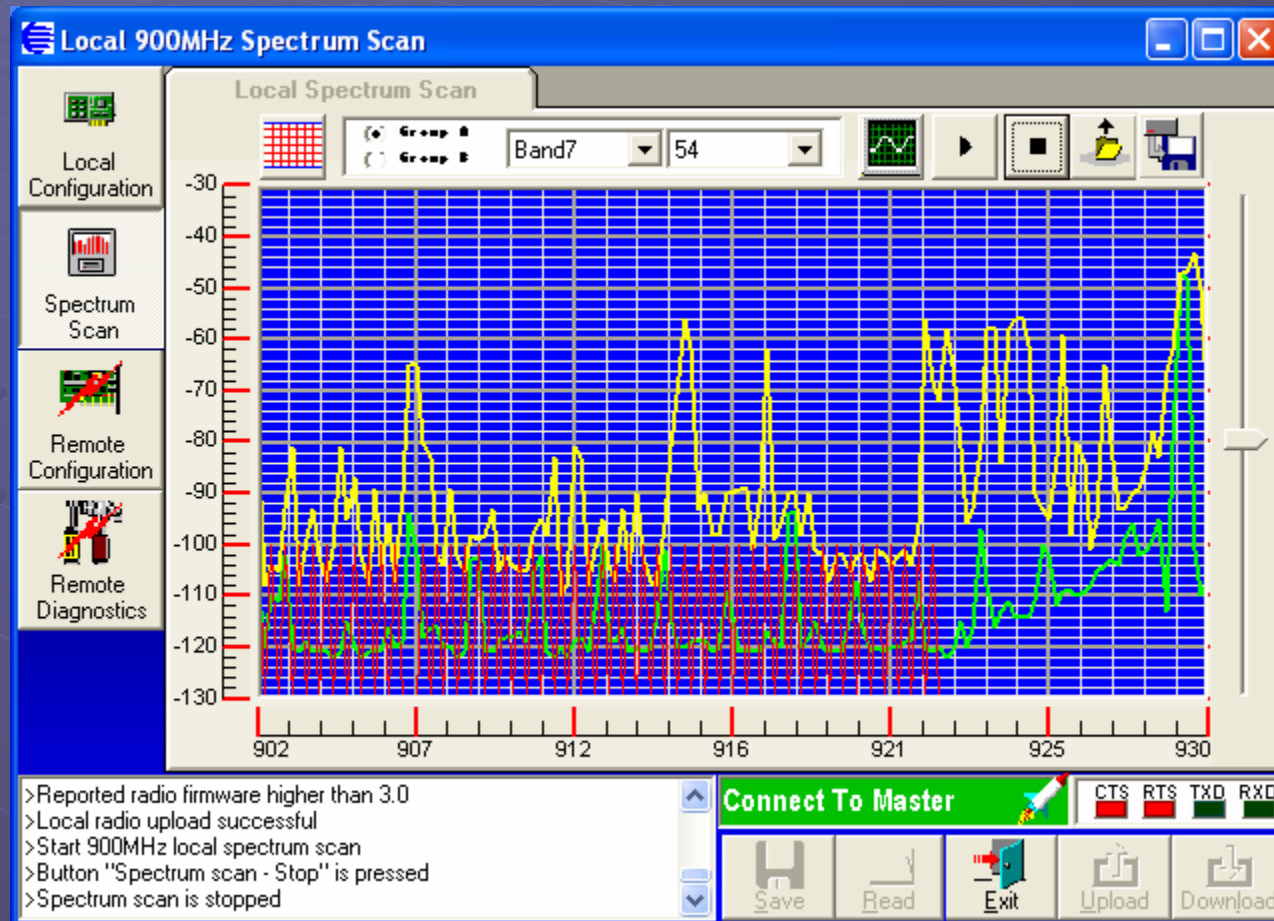 Local 900MHz Spectrum Scan
Local Spectrum Scan
Local
Configuration
Spectrum
Scan
Remote
Configuration
Remote
Diagnostics
Group A
Group B
Band7
54
-30
-40
-50
-60
-70
-80
-90
-100
-110
-120
-130
902
907
912
916
921
925
930
>Reported radio firmware higher than 3.0
>Local radio upload successful
>Start 900MHz local spectrum scan
>Button "Spectrum scan - Stop" is pressed
>Spectrum scan is stopped
Connect To Master
CTS RTS TXD RXD
Save
Read
Exit
Upload
Download